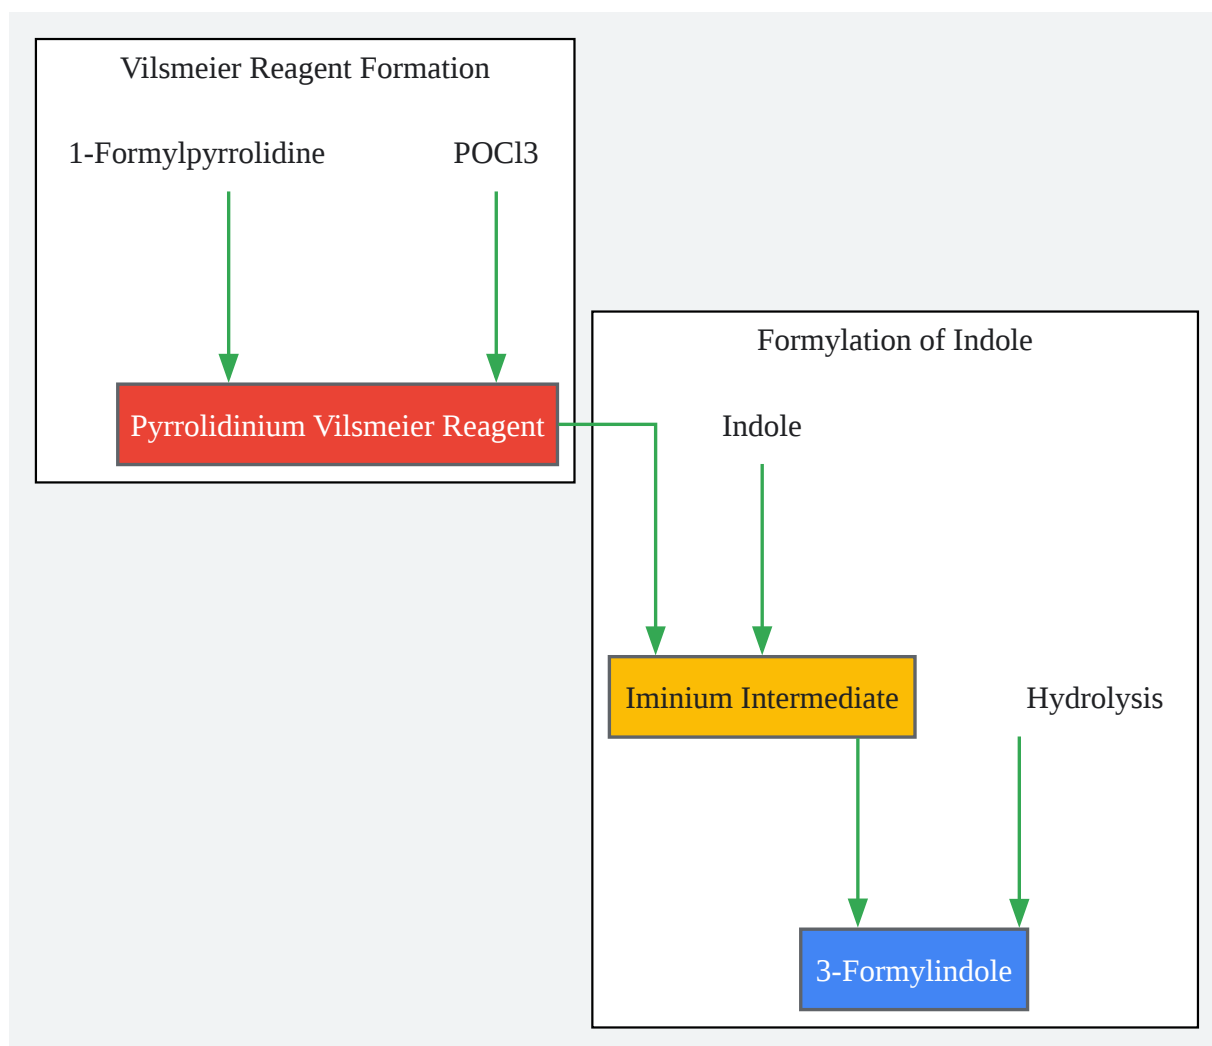 Vilsmeier Reagent Formation
1-Formylpyrrolidine
POCl3
Pyrrolidinium Vilsmeier Reagent
Formylation of Indole
Indole
Iminium Intermediate
Hydrolysis
3-Formylindole